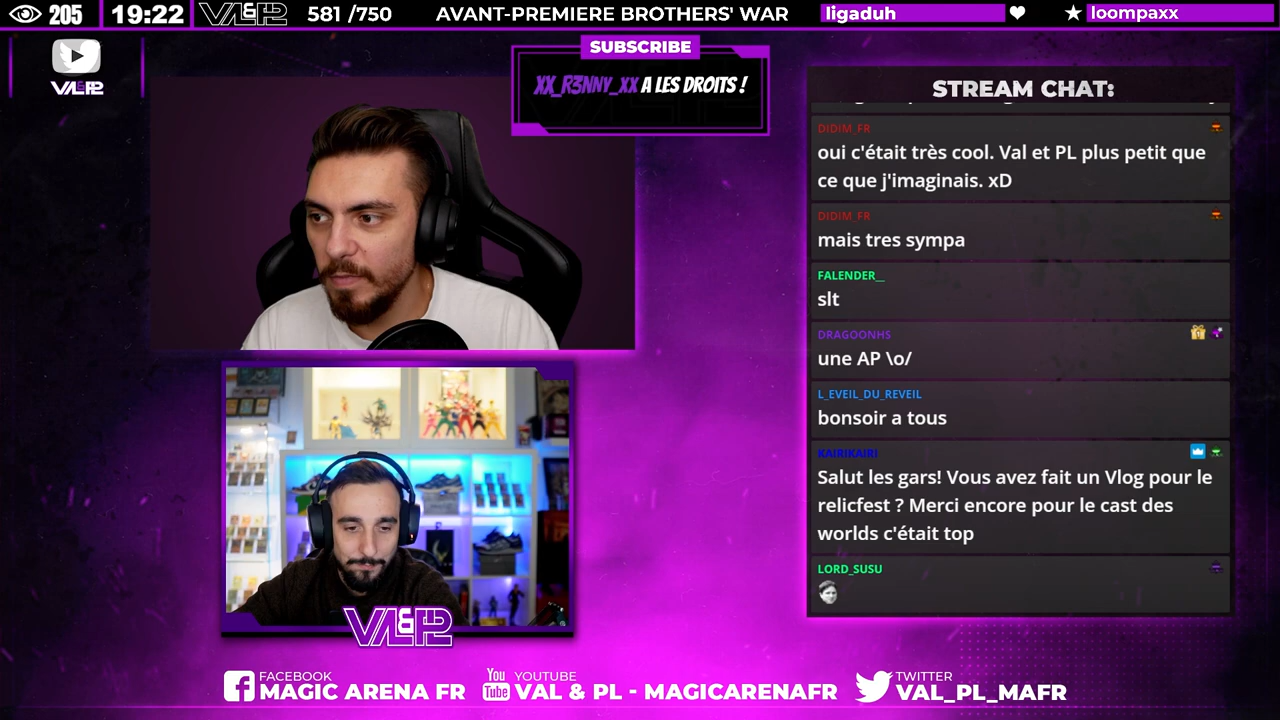 205
19:22
VAL&PL
581 /750
AVANT-PREMIERE BROTHERS' WAR
ligaduh
loompaxx
VAL&PL
SUBSCRIBE
XX_R3NNY_XX A LES DROITS !
STREAM CHAT:
DIDIM_FR
oui c'était très cool. Val et PL plus petit que
ce que j'imaginais. xD
DIDIM_FR
mais tres sympa
FALENDER__
slt
DRAGOONHS
une AP \o/
L_EVEIL_DU_REVEIL
bonsoir a tous
KAIRIKAIRI
Salut les gars! Vous avez fait un Vlog pour le
relicfest ? Merci encore pour le cast des
worlds c'était top
LORD_SUSU
VAL&PL
FACEBOOK
MAGIC ARENA FR
You
Tube
YOUTUBE
VAL & PL - MAGICARENAFR
TWITTER
VAL_PL_MAFR